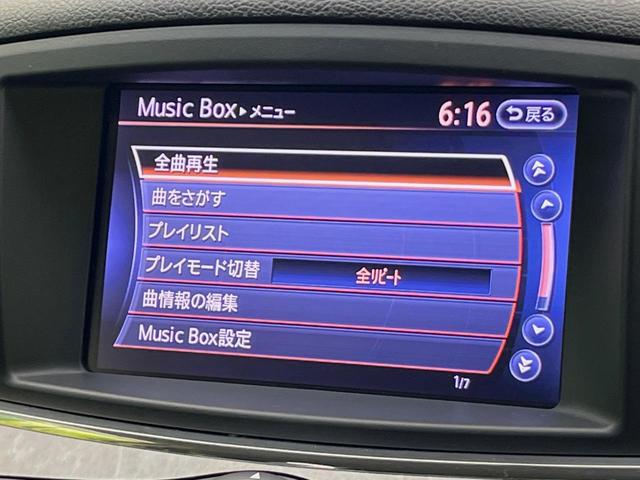 Music Box▶メニュー 6:16 戻る
全曲再生
曲をさがす
プレイリスト
プレイモード切替 全リピート
曲情報の編集
Music Box設定
1/7